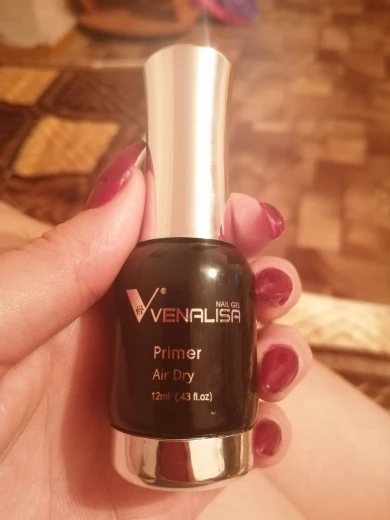 ®
NAIL GEL
VENALISA
Primer
Air Dry
12ml (.43 fl.oz)